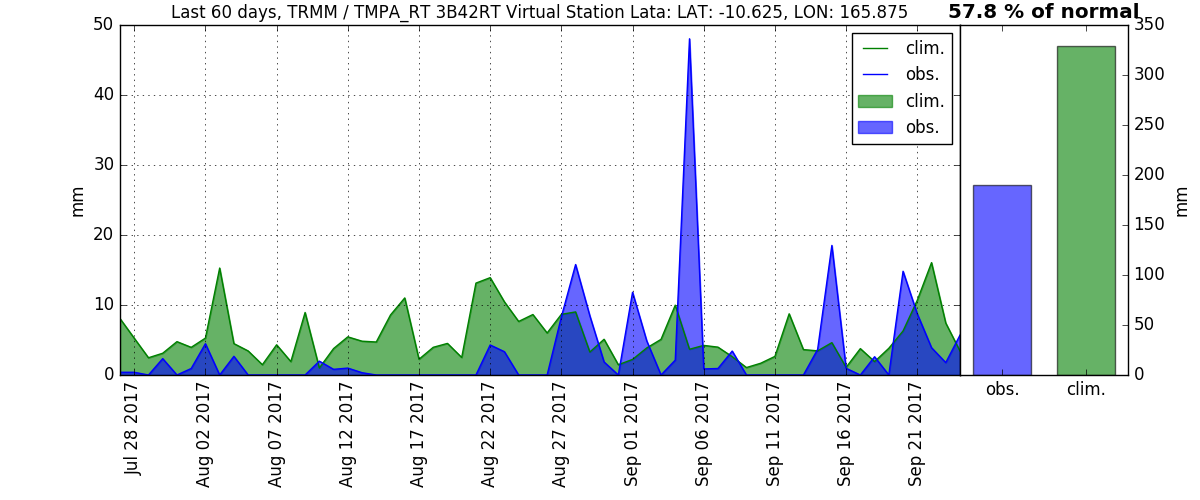 Last 60 days, TRMM / TMPA_RT 3B42RT Virtual Station Lata: LAT: -10.625, LON: 165.875
57.8 % of normal
50
40
30
20
10
0
mm
clim.
obs.
clim.
obs.
350
300
250
200
150
100
50
0
mm
obs.
clim.
Jul 28 2017
Aug 02 2017
Aug 07 2017
Aug 12 2017
Aug 17 2017
Aug 22 2017
Aug 27 2017
Sep 01 2017
Sep 06 2017
Sep 11 2017
Sep 16 2017
Sep 21 2017